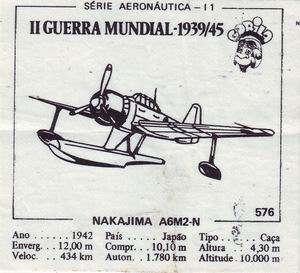 SÉRIE AERONÁUTICA - I1
II GUERRA MUNDIAL-1939/45
576
NAKAJIMA A6M2-N
Ano ...... 1942 País ..... Japão Tipo ..... Caça
Enverg... 12,00 m Compr.. 10,10 m Altura .... 4,30 m
Veloc. .. 434 km Auton.. 1.780 km Altitude 10.000 m